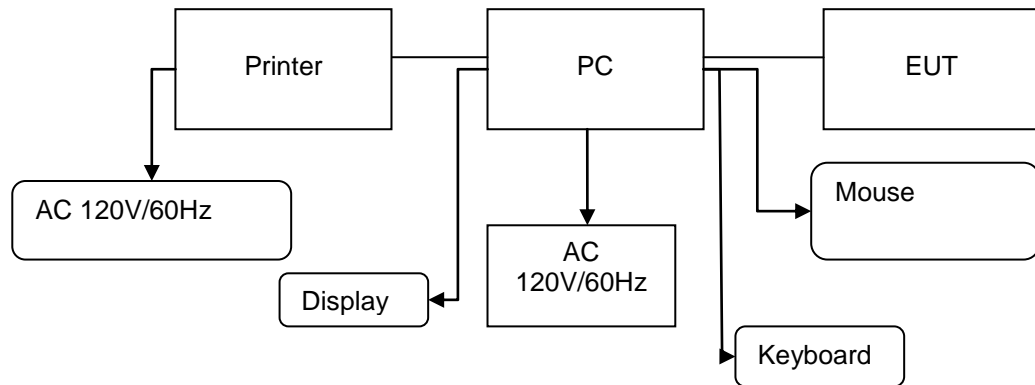 Printer
PC
EUT
AC 120V/60Hz
Mouse
AC
120V/60Hz
Display
Keyboard